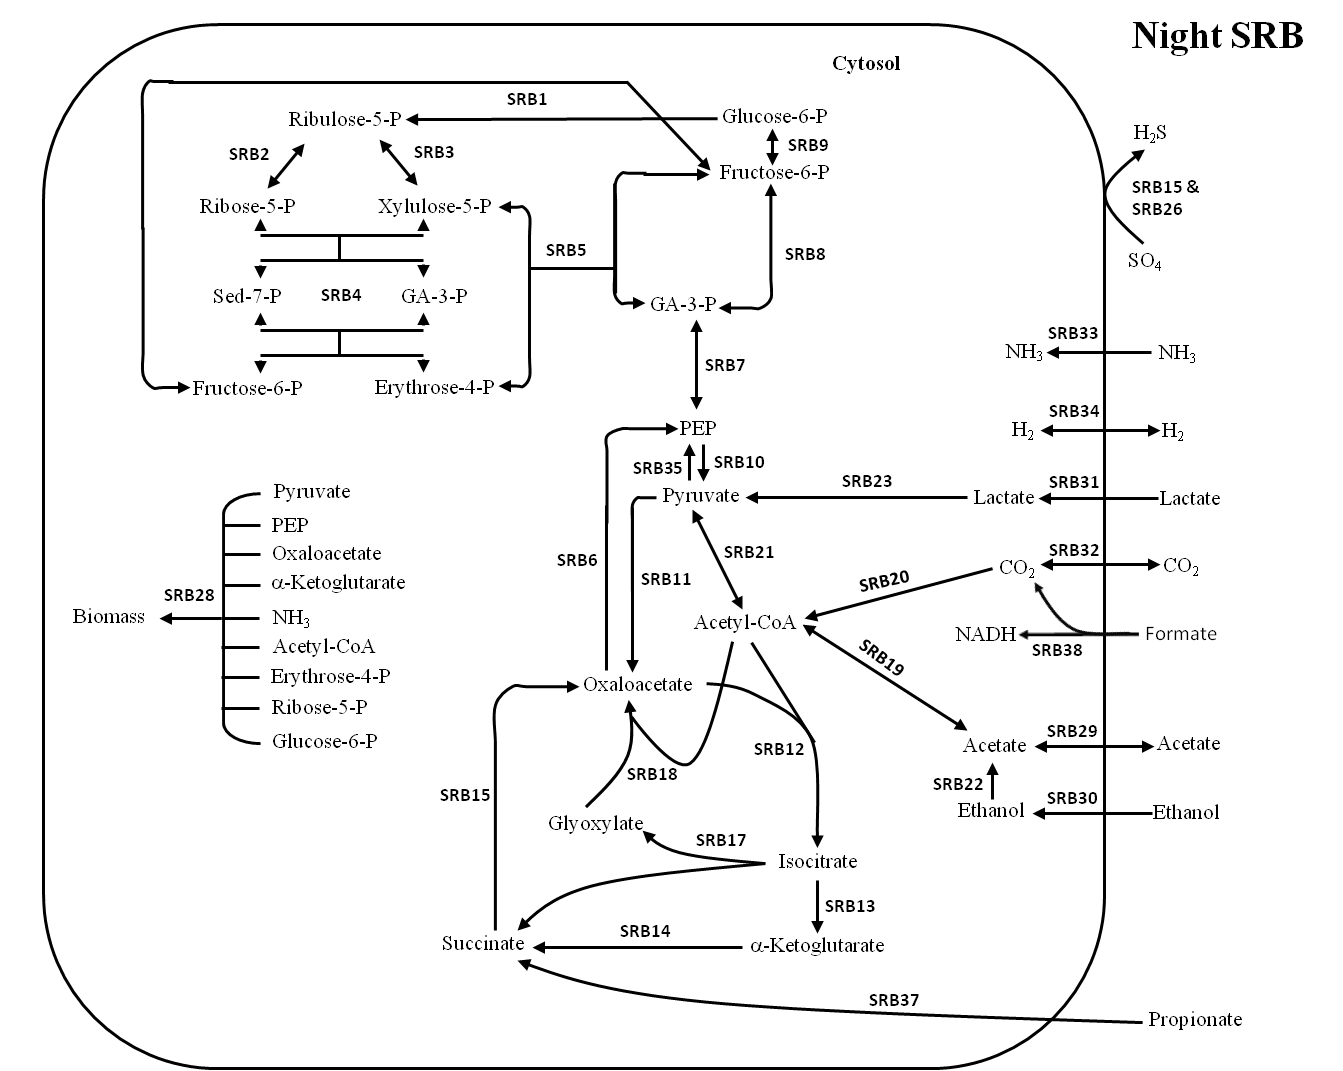 Night SRB
Cytosol
SRB1
Ribulose-5-P
Glucose-6-P
SRB2
SRB3
SRB9
Fructose-6-P
Ribose-5-P
Xylulose-5-P
SRB5
SRB8
Sed-7-P
SRB4
GA-3-P
GA-3-P
SRB7
Fructose-6-P
Erythrose-4-P
H₂S
SRB15 &
SRB26
SO₄
SRB33
NH₃
NH₃
SRB34
H₂
H₂
PEP
SRB35
SRB10
Pyruvate
SRB23
Lactate
SRB31
Lactate
SRB6
SRB11
SRB21
SRB20
CO₂
SRB32
CO₂
Acetyl-CoA
NADH
SRB38
Formate
SRB19
Oxaloacetate
SRB12
Acetate
SRB29
Acetate
SRB22
SRB30
Ethanol
Ethanol
SRB18
SRB15
Glyoxylate
SRB17
Isocitrate
SRB13
Succinate
SRB14
α-Ketoglutarate
SRB37
Propionate
Biomass
SRB28
Pyruvate
PEP
Oxaloacetate
α-Ketoglutarate
NH₃
Acetyl-CoA
Erythrose-4-P
Ribose-5-P
Glucose-6-P